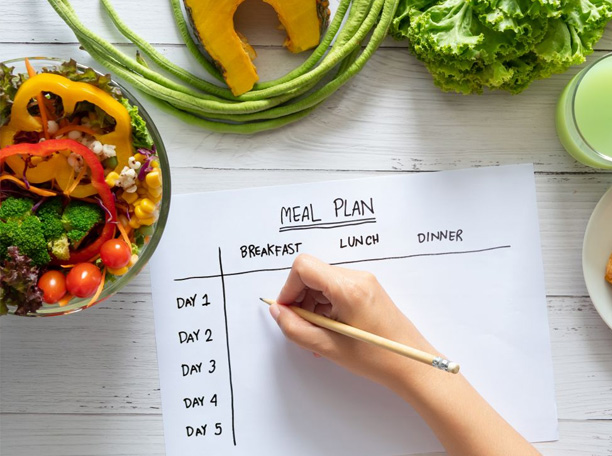 MEAL PLAN
BREAKFAST LUNCH DINNER
DAY 1
DAY 2
DAY 3
DAY 4
DAY 5